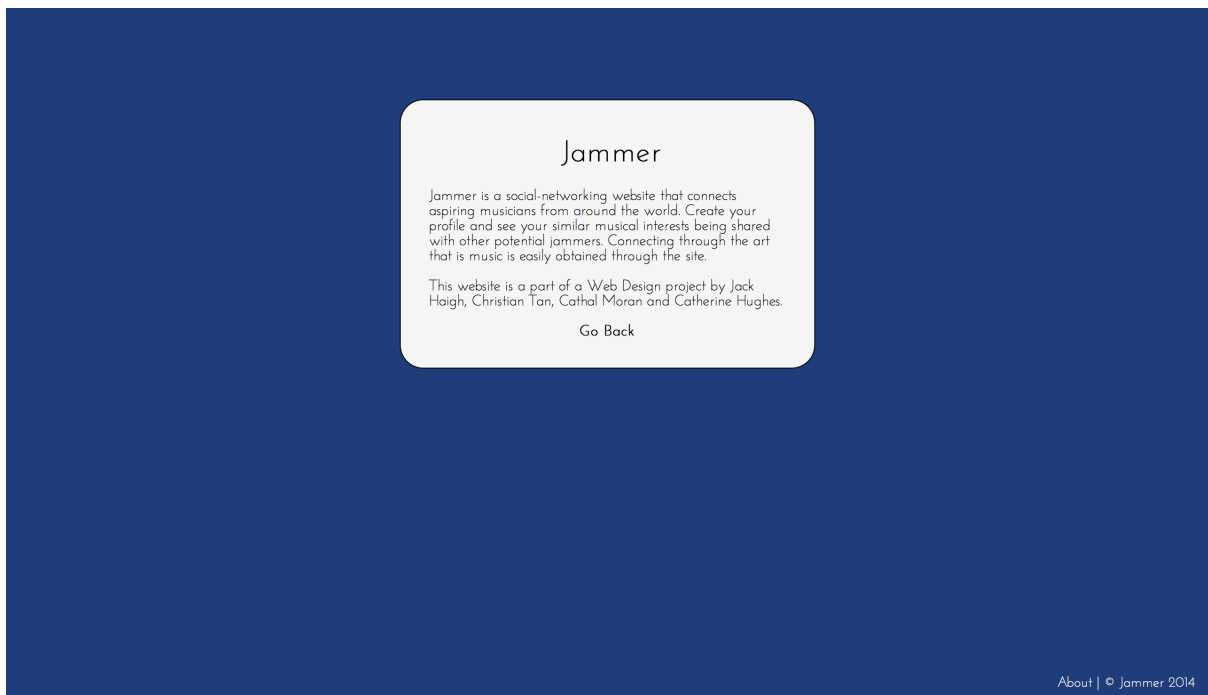 Jammer
Jammer is a social-networking website that connects
aspiring musicians from around the world. Create your
profile and see your similar musical interests being shared
with other potential jammers. Connecting through the art
that is music is easily obtained through the site.
This website is a part of a Web Design project by Jack
Haigh, Christian Tan, Cathal Moran and Catherine Hughes.
Go Back
About | © Jammer 2014